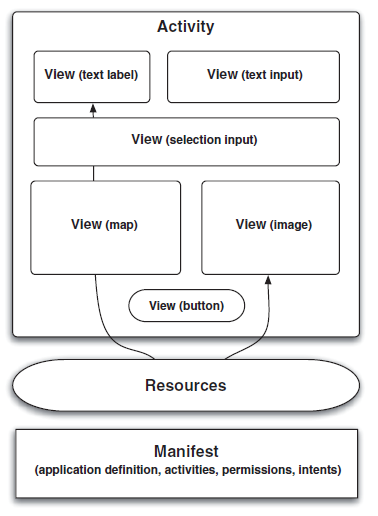 Activity
View (text label)
View (text input)
View (selection input)
View (map)
View (image)
View (button)
Resources
Manifest
(application definition, activities, permissions, intents)